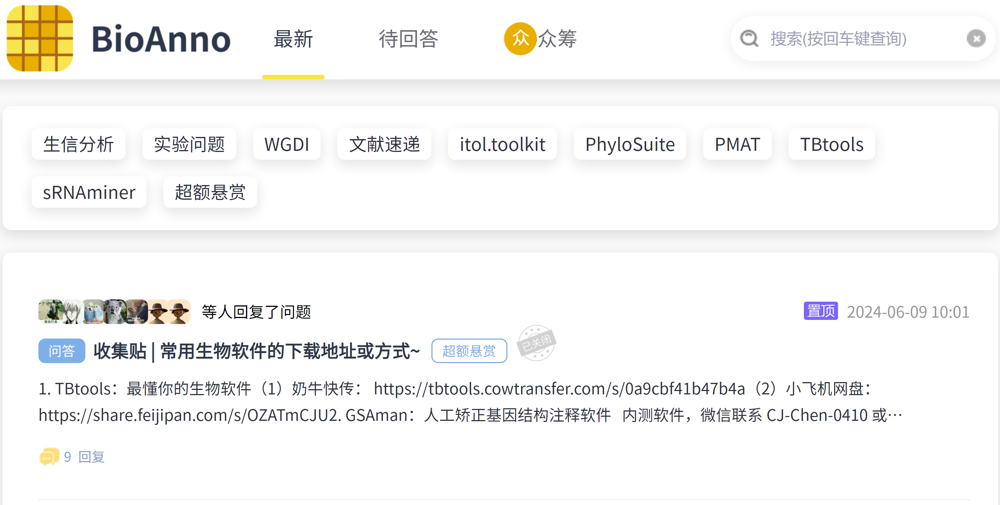 BioAnno 最新 待回答 众 众筹 搜索(按回车键查询)
生信分析 实验问题 WGDI 文献速递 itol.toolkit PhyloSuite PMAT TBtools
sRNAminer 超额悬赏
独自行走
等人回复了问题 置顶 2024-06-09 10:01
问答 收集贴 | 常用生物软件的下载地址或方式~ 超额悬赏 已关闭
1. TBtools：最懂你的生物软件（1）奶牛快传： https://tbtools.cowtransfer.com/s/0a9cbf41b47b4a（2）小飞机网盘：
https://share.feijipan.com/s/OZATmCJU2. GSAman：人工矫正基因结构注释软件 内测软件，微信联系 CJ-Chen-0410 或…
9 回复